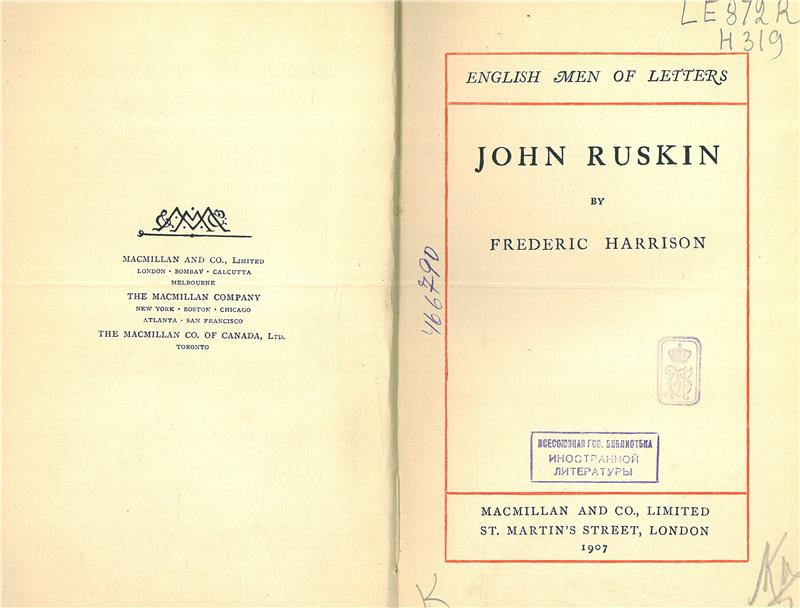 MACMILLAN AND CO., LIMITED
LONDON · BOMBAY · CALCUTTA
MELBOURNE
THE MACMILLAN COMPANY
NEW YORK · BOSTON · CHICAGO
ATLANTA · SAN FRANCISCO
THE MACMILLAN CO. OF CANADA, LTD.
TORONTO
LE 872R
H 319
ENGLISH MEN OF LETTERS
JOHN RUSKIN
BY
FREDERIC HARRISON
466790
ВСЕСОЮЗНАЯ ГОС. БИБЛИОТЕКА
ИНОСТРАННОЙ
ЛИТЕРАТУРЫ
MACMILLAN AND CO., LIMITED
ST. MARTIN'S STREET, LONDON
1907
K